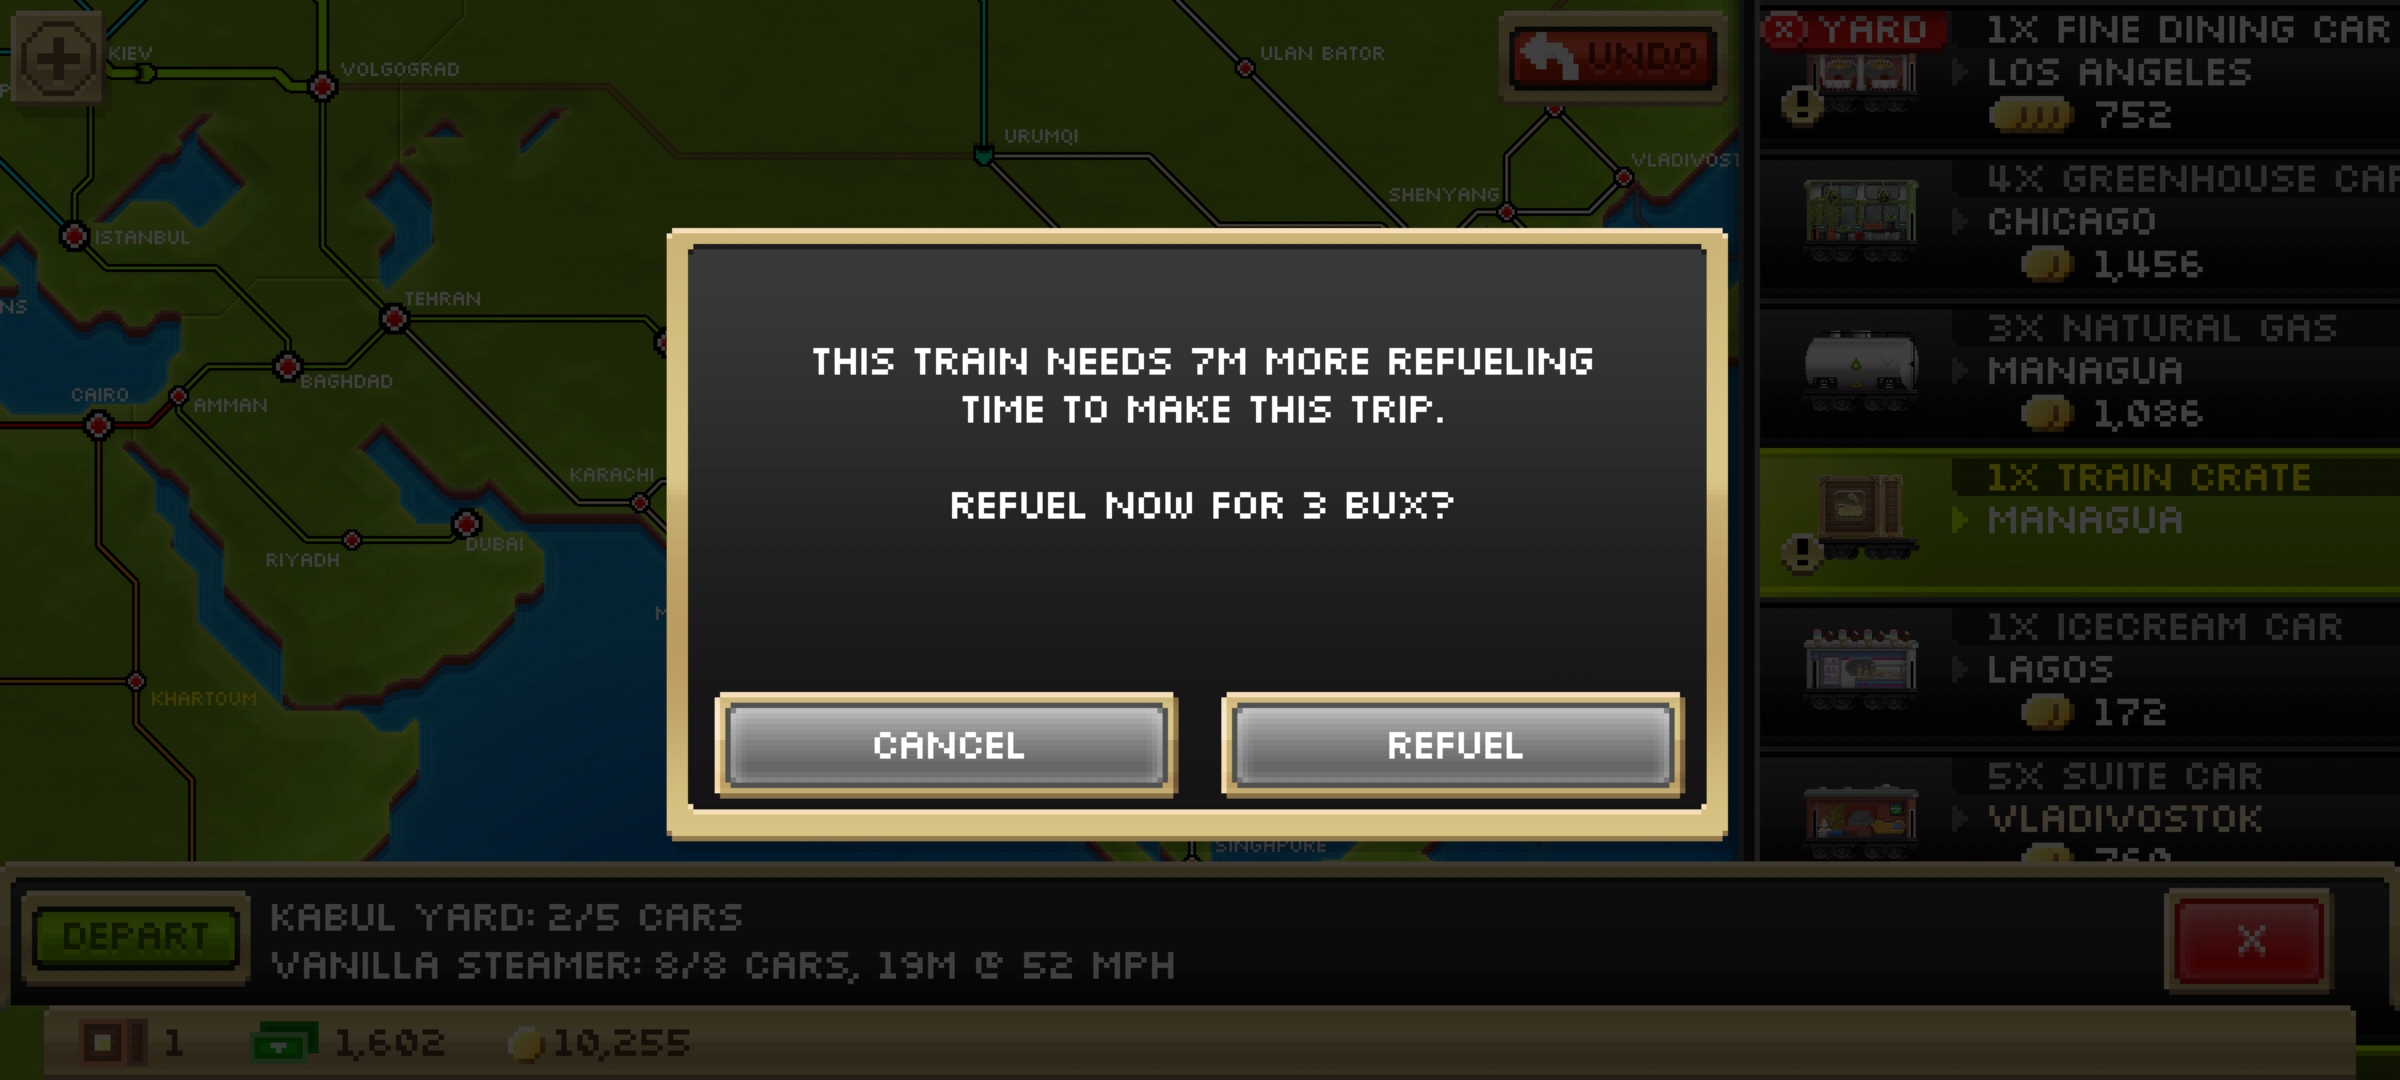 KIEV
VOLGOGRAD
ULAN BATOR
UNDO
URUMQI
SHENYANG
ISTANBUL
TEHRAN
BAGHDAD
CAIRO
AMMAN
KARACHI
RIYADH
DUBAI
KHARTOUM
SINGAPORE
THIS TRAIN NEEDS 7M MORE REFUELING
TIME TO MAKE THIS TRIP.
REFUEL NOW FOR 3 BUX?
CANCEL
REFUEL
YARD
1X FINE DINING CAR
LOS ANGELES
752
4X GREENHOUSE CAR
CHICAGO
1,456
3X NATURAL GAS
MANAGUA
1,086
1X TRAIN CRATE
MANAGUA
1X ICECREAM CAR
LAGOS
172
5X SUITE CAR
VLADIVOSTOK
760
DEPART
KABUL YARD: 2/5 CARS
VANILLA STEAMER: 8/8 CARS, 19M @ 52 MPH
X
1
1,602
10,255